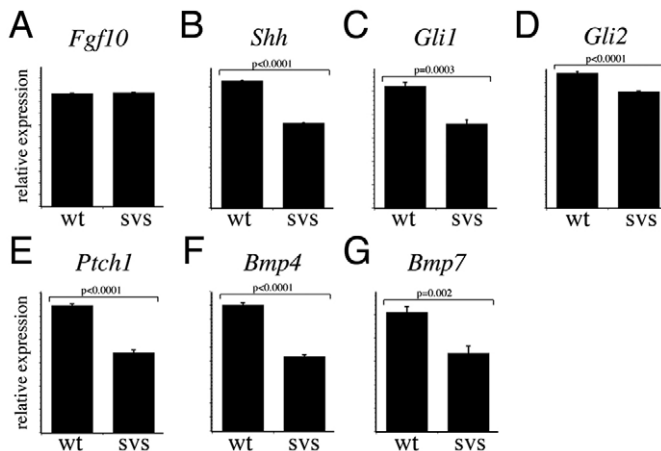 A Fgf10
B Shh
C Gli1
D Gli2
p<0.0001
p=0.0003
p<0.0001
relative expression
wt svs
wt svs
wt svs
wt svs
E Ptch1
F Bmp4
G Bmp7
p<0.0001
p<0.0001
p=0.002
relative expression
wt svs
wt svs
wt svs